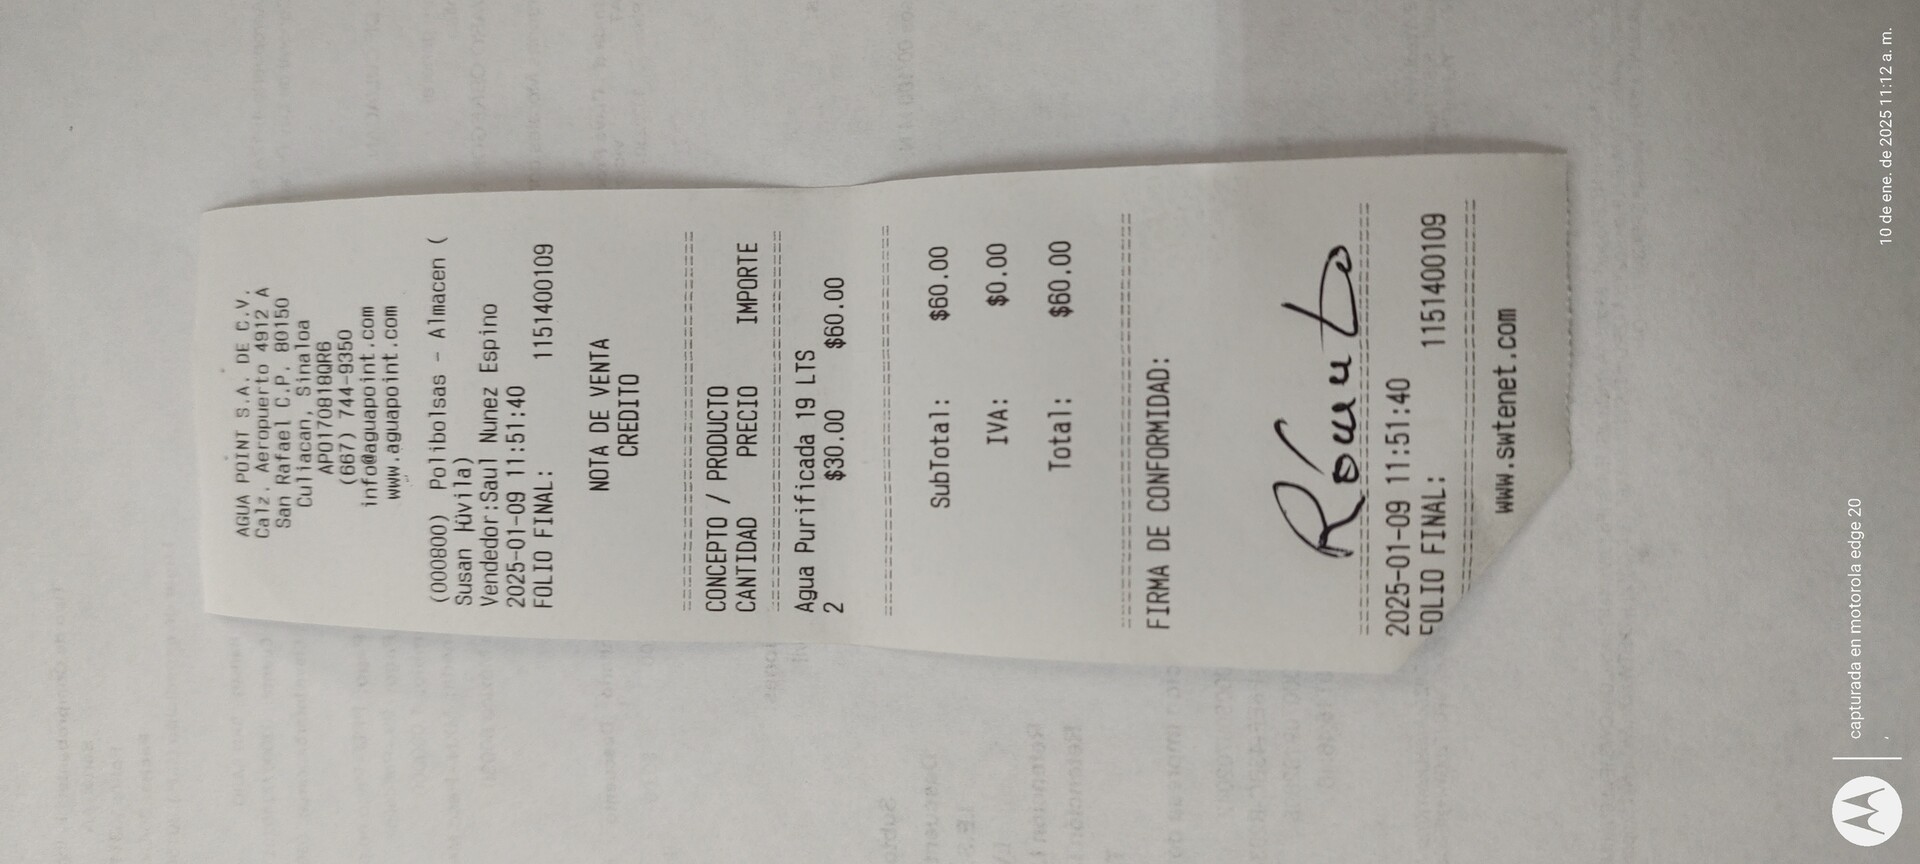 AGUA POINT S.A. DE C.V.
Calz. Aeropuerto 4912 A
San Rafael C.P. 80150
Culiacan, Sinaloa
APO170818QR6
(667) 744-9350
info@aguapoint.com
www.aguapoint.com
(000800) Polibolsas - Almacen (
Susan Júvila)
Vendedor:Saul Nunez Espino
2025-01-09 11:51:40
FOLIO FINAL: 1151400109
NOTA DE VENTA
CREDITO
================================
CONCEPTO / PRODUCTO
CANTIDAD PRECIO IMPORTE
================================
Agua Purificada 19 LTS
2 $30.00 $60.00
================================
SubTotal: $60.00
IVA: $0.00
Total: $60.00
================================
FIRMA DE CONFORMIDAD:
================================
2025-01-09 11:51:40
FOLIO FINAL: 1151400109
================================
www.swtenet.com
capturada en motorola edge 20
10 de ene. de 2025 11:12 a. m.